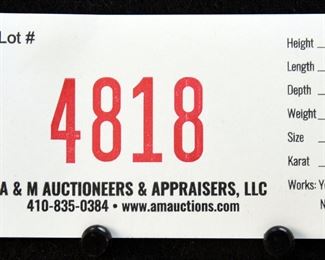 Lot #
4818
A & M AUCTIONEERS & APPRAISERS, LLC
410-835-0384 • www.amauctions.com
Height
Length
Depth
Weight
Size
Karat
Works:
N